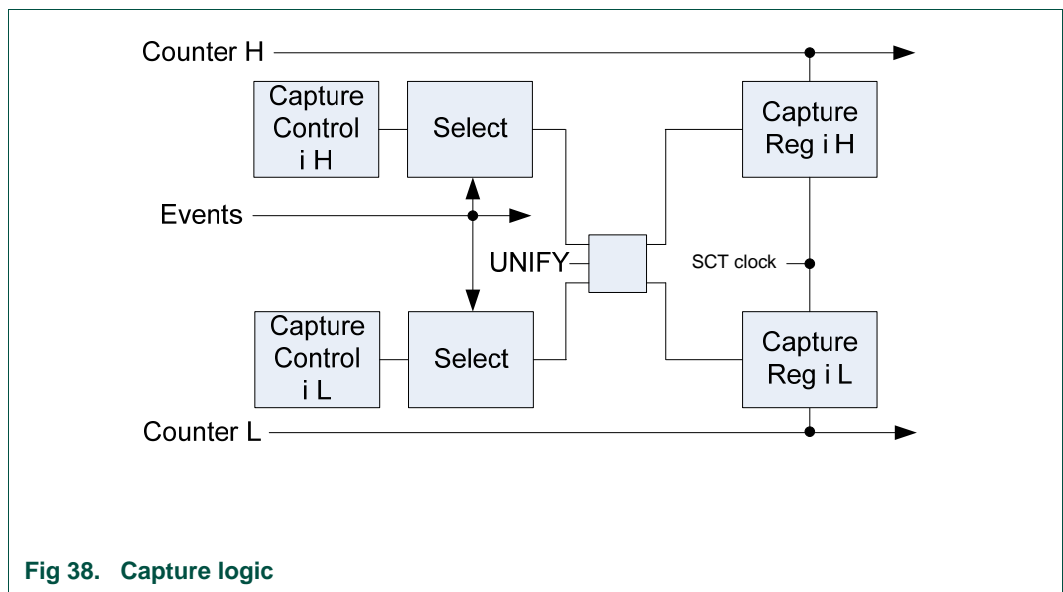 Counter H
Capture
Control
i H
Select
Capture
Reg i H
Events
UNIFY
SCT clock
Capture
Control
i L
Select
Capture
Reg i L
Counter L
Fig 38. Capture logic